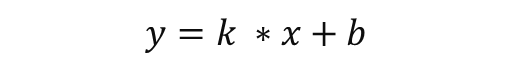 y = k * x + b